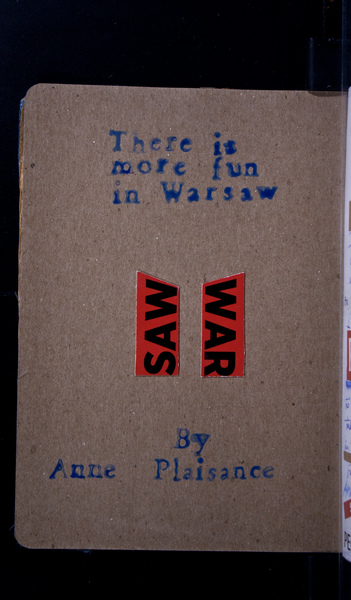 There is
more fun
in Warsaw
SAW
WAR
By
Anne Plaisance